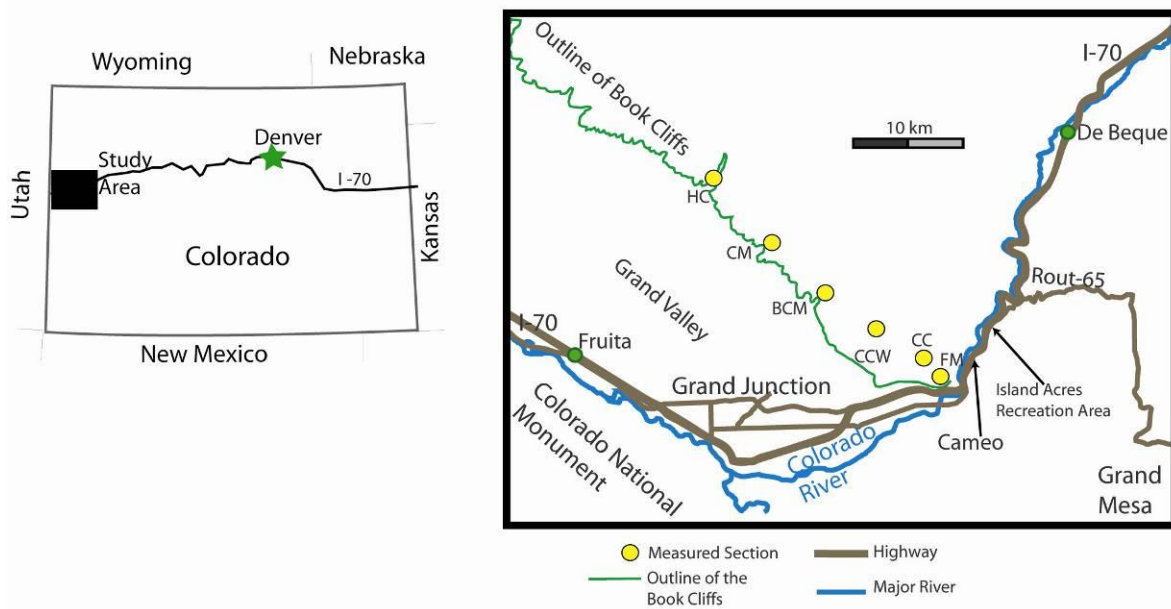 Wyoming
Nebraska
Denver
Study
Area
I -70
Utah
Kansas
Colorado
New Mexico
Outline of Book Cliffs
I-70
10 km
De Beque
HC
CM
Rout-65
Grand Valley
BCM
I-70
Fruita
CCW
CC
FM
Grand Junction
Island Acres
Recreation Area
Colorado National
Monument
Colorado
River
Cameo
Grand
Mesa
Measured Section
Highway
Outline of the
Book Cliffs
Major River